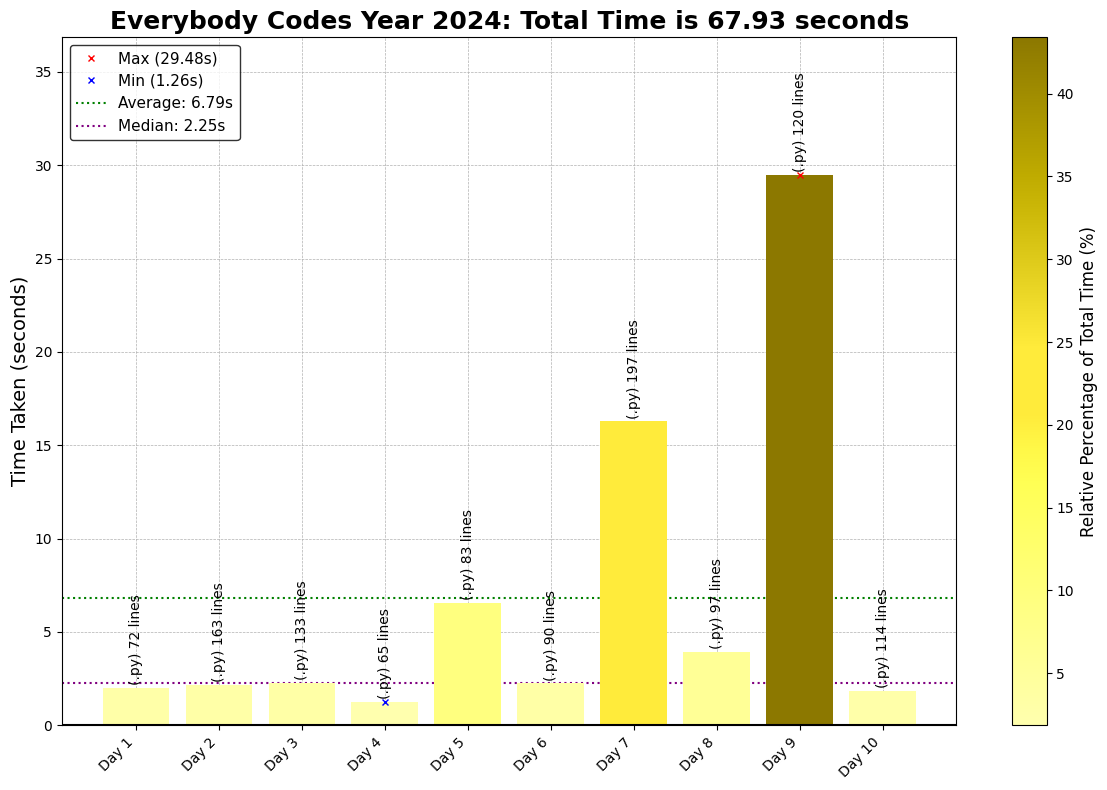 Everybody Codes Year 2024: Total Time is 67.93 seconds
Max (29.48s)
Min (1.26s)
Average: 6.79s
Median: 2.25s
Time Taken (seconds)
35
30
25
20
15
10
5
0
(.py) 72 lines
(.py) 163 lines
(.py) 133 lines
(.py) 65 lines
(.py) 83 lines
(.py) 90 lines
(.py) 197 lines
(.py) 97 lines
(.py) 120 lines
(.py) 114 lines
Day 1
Day 2
Day 3
Day 4
Day 5
Day 6
Day 7
Day 8
Day 9
Day 10
40
35
30
25
20
15
10
5
Relative Percentage of Total Time (%)